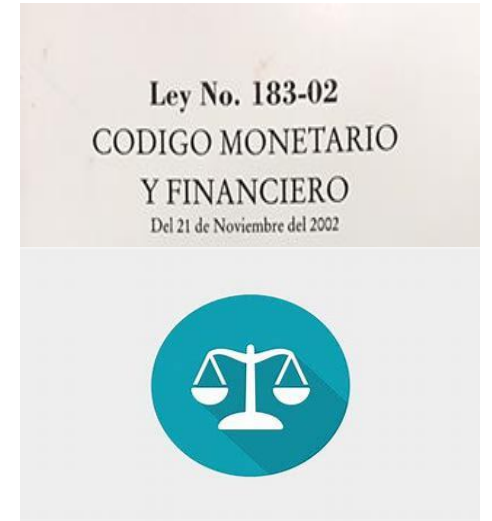 Ley No. 183-02
CODIGO MONETARIO
Y FINANCIERO
Del 21 de Noviembre del 2002